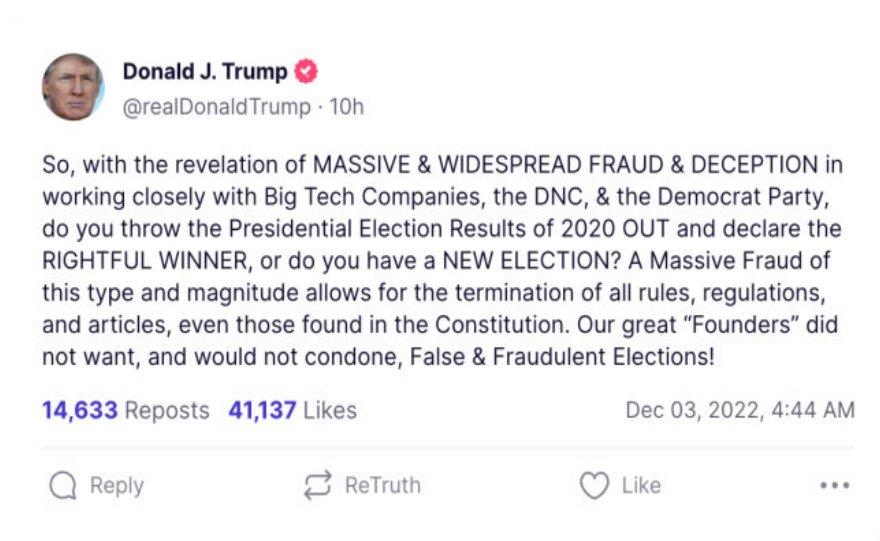 Donald J. Trump
@realDonaldTrump · 10h
So, with the revelation of MASSIVE & WIDESPREAD FRAUD & DECEPTION in
working closely with Big Tech Companies, the DNC, & the Democrat Party,
do you throw the Presidential Election Results of 2020 OUT and declare the
RIGHTFUL WINNER, or do you have a NEW ELECTION? A Massive Fraud of
this type and magnitude allows for the termination of all rules, regulations,
and articles, even those found in the Constitution. Our great “Founders” did
not want, and would not condone, False & Fraudulent Elections!
14,633 Reposts 41,137 Likes Dec 03, 2022, 4:44 AM
Reply ReTruth Like